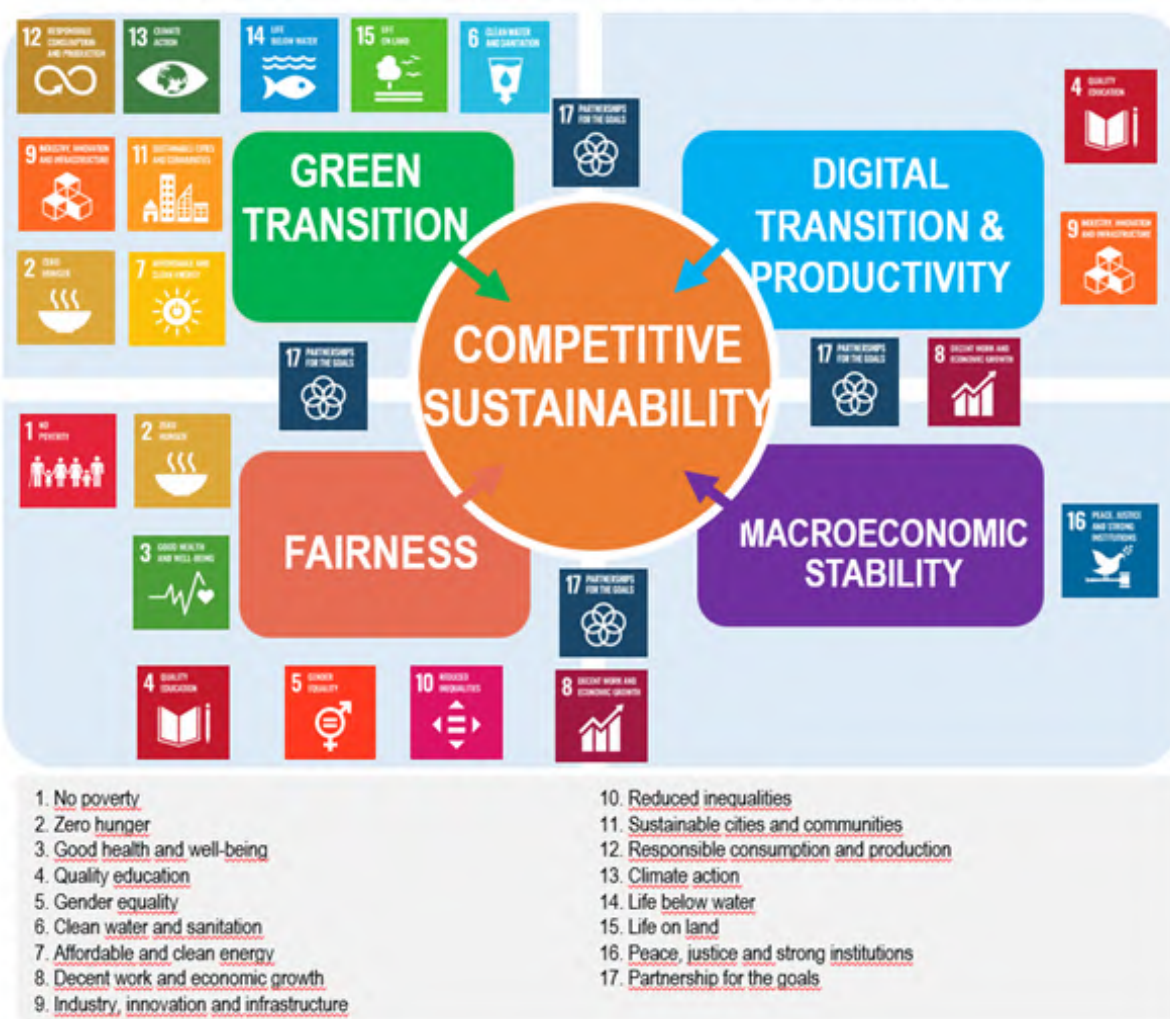 12 RESPONSIBLE
CONSUMPTION
AND PRODUCTION
13 CLIMATE
ACTION
14 LIFE
BELOW WATER
15 LIFE
ON LAND
6 CLEAN WATER
AND SANITATION
17 PARTNERSHIPS
FOR THE GOALS
4 QUALITY
EDUCATION
9 INDUSTRY, INNOVATION
AND INFRASTRUCTURE
11 SUSTAINABLE CITIES
AND COMMUNITIES
GREEN
TRANSITION
DIGITAL
TRANSITION &
PRODUCTIVITY
9 INDUSTRY, INNOVATION
AND INFRASTRUCTURE
2 ZERO
HUNGER
7 AFFORDABLE AND
CLEAN ENERGY
COMPETITIVE
SUSTAINABILITY
17 PARTNERSHIPS
FOR THE GOALS
17 PARTNERSHIPS
FOR THE GOALS
8 DECENT WORK AND
ECONOMIC GROWTH
1 NO
POVERTY
2 ZERO
HUNGER
FAIRNESS
MACROECONOMIC
STABILITY
16 PEACE, JUSTICE
AND STRONG
INSTITUTIONS
3 GOOD HEALTH
AND WELL-BEING
17 PARTNERSHIPS
FOR THE GOALS
4 QUALITY
EDUCATION
5 GENDER
EQUALITY
10 REDUCED
INEQUALITIES
8 DECENT WORK AND
ECONOMIC GROWTH
1. No poverty
2. Zero hunger
3. Good health and well-being
4. Quality education
5. Gender equality
6. Clean water and sanitation
7. Affordable and clean energy
8. Decent work and economic growth
9. Industry, innovation and infrastructure
10. Reduced inequalities
11. Sustainable cities and communities
12. Responsible consumption and production
13. Climate action
14. Life below water
15. Life on land
16. Peace, justice and strong institutions
17. Partnership for the goals